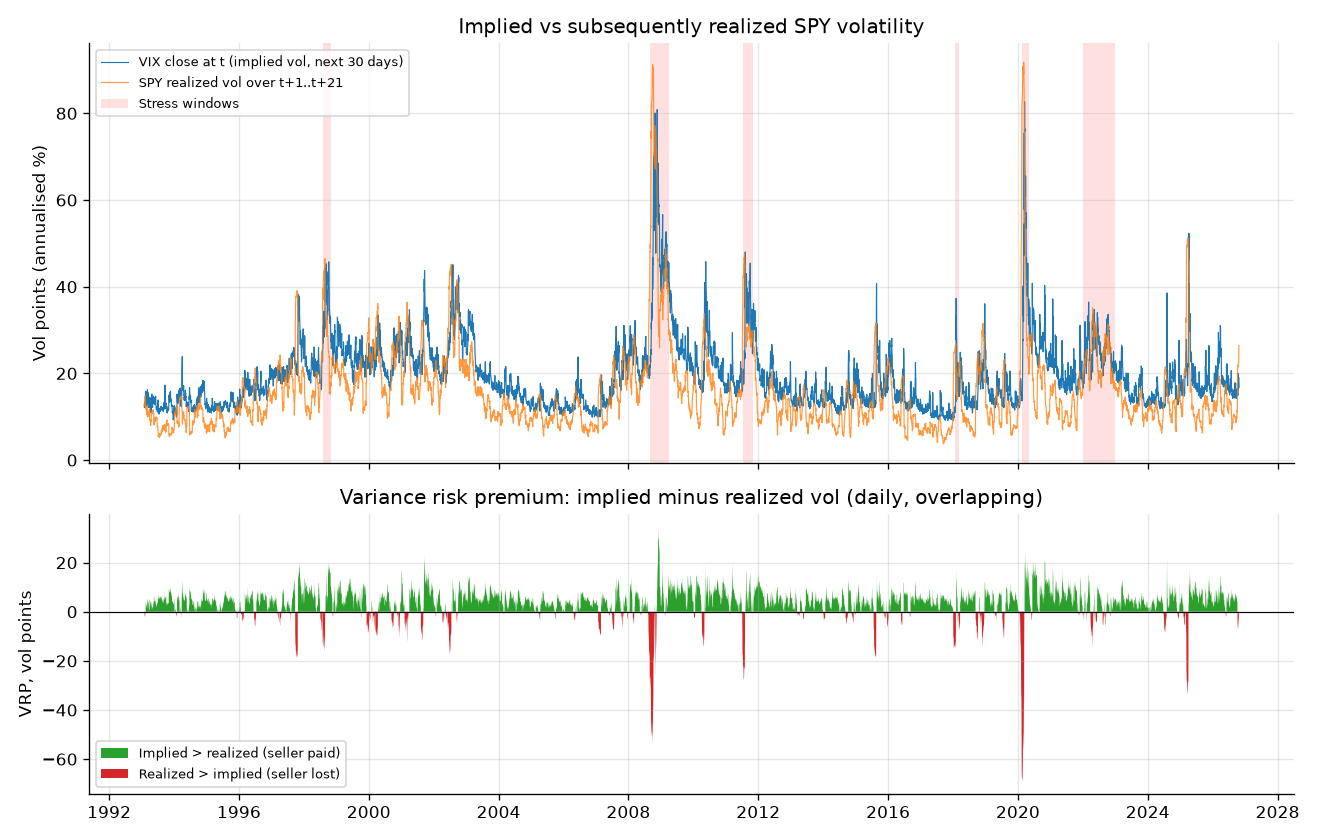 Implied vs subsequently realized SPY volatility
VIX close at t (implied vol, next 30 days)
SPY realized vol over t+1..t+21
Stress windows
Vol points (annualised %)
80
60
40
20
0
Variance risk premium: implied minus realized vol (daily, overlapping)
VRP, vol points
20
0
−20
−40
−60
Implied > realized (seller paid)
Realized > implied (seller lost)
1992 1996 2000 2004 2008 2012 2016 2020 2024 2028